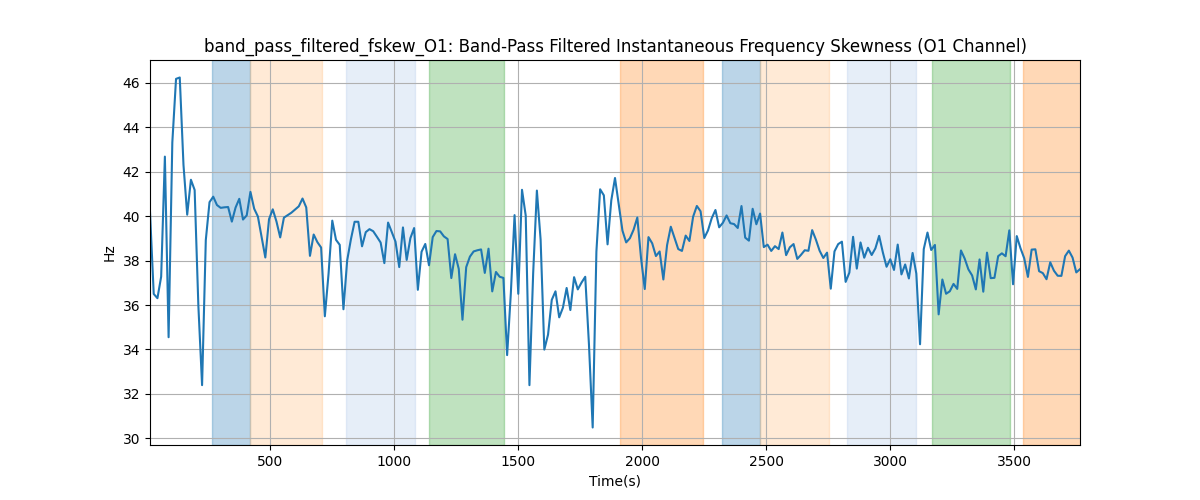 band_pass_filtered_fskew_O1: Band-Pass Filtered Instantaneous Frequency Skewness (O1 Channel)
46
44
42
40
38
36
34
32
30
Hz
500 1000 1500 2000 2500 3000 3500
Time(s)